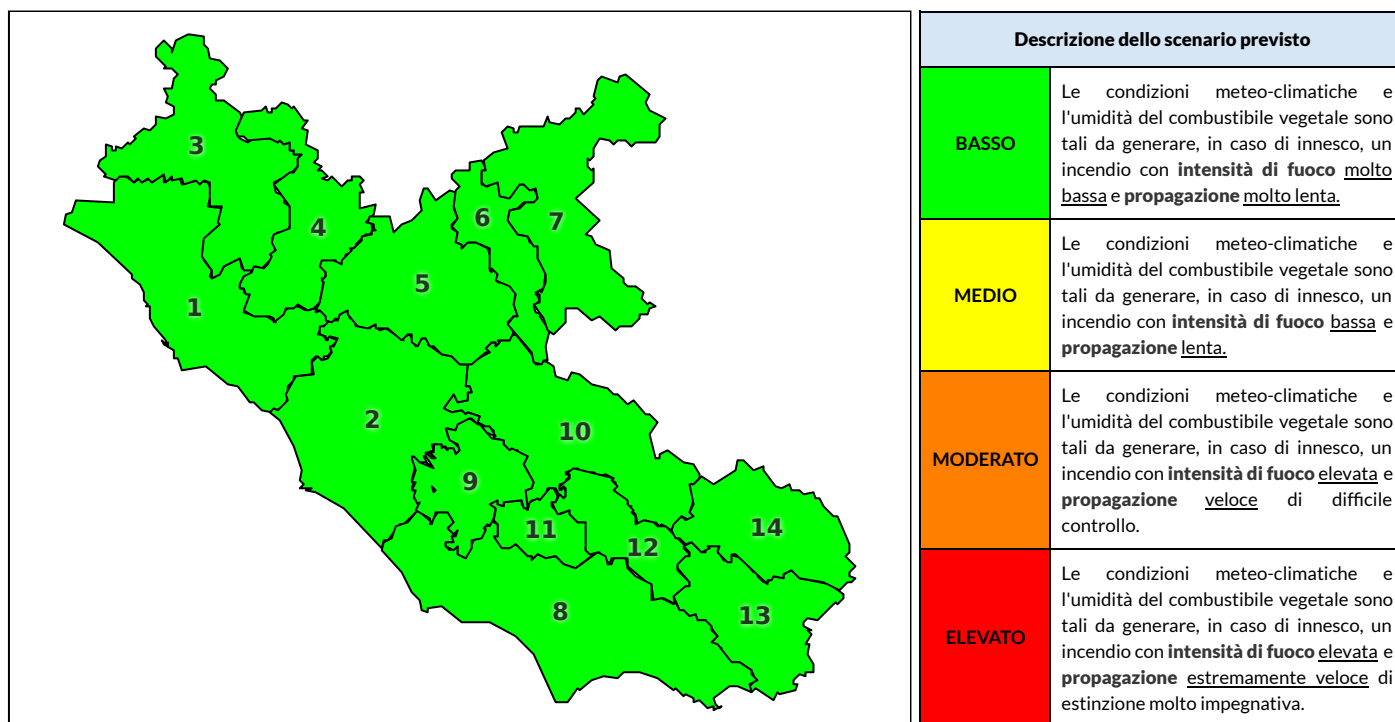 3
4
6
7
5
1
2
10
9
11
12
14
8
13
Descrizione dello scenario previsto
BASSO
Le condizioni meteo-climatiche e
l'umidità del combustibile vegetale sono
tali da generare, in caso di innesco, un
incendio con intensità di fuoco molto
bassa e propagazione molto lenta.
MEDIO
Le condizioni meteo-climatiche e
l'umidità del combustibile vegetale sono
tali da generare, in caso di innesco, un
incendio con intensità di fuoco bassa e
propagazione lenta.
MODERATO
Le condizioni meteo-climatiche e
l'umidità del combustibile vegetale sono
tali da generare, in caso di innesco, un
incendio con intensità di fuoco elevata e
propagazione veloce di difficile
controllo.
ELEVATO
Le condizioni meteo-climatiche e
l'umidità del combustibile vegetale sono
tali da generare, in caso di innesco, un
incendio con intensità di fuoco elevata e
propagazione estremamente veloce di
estinzione molto impegnativa.